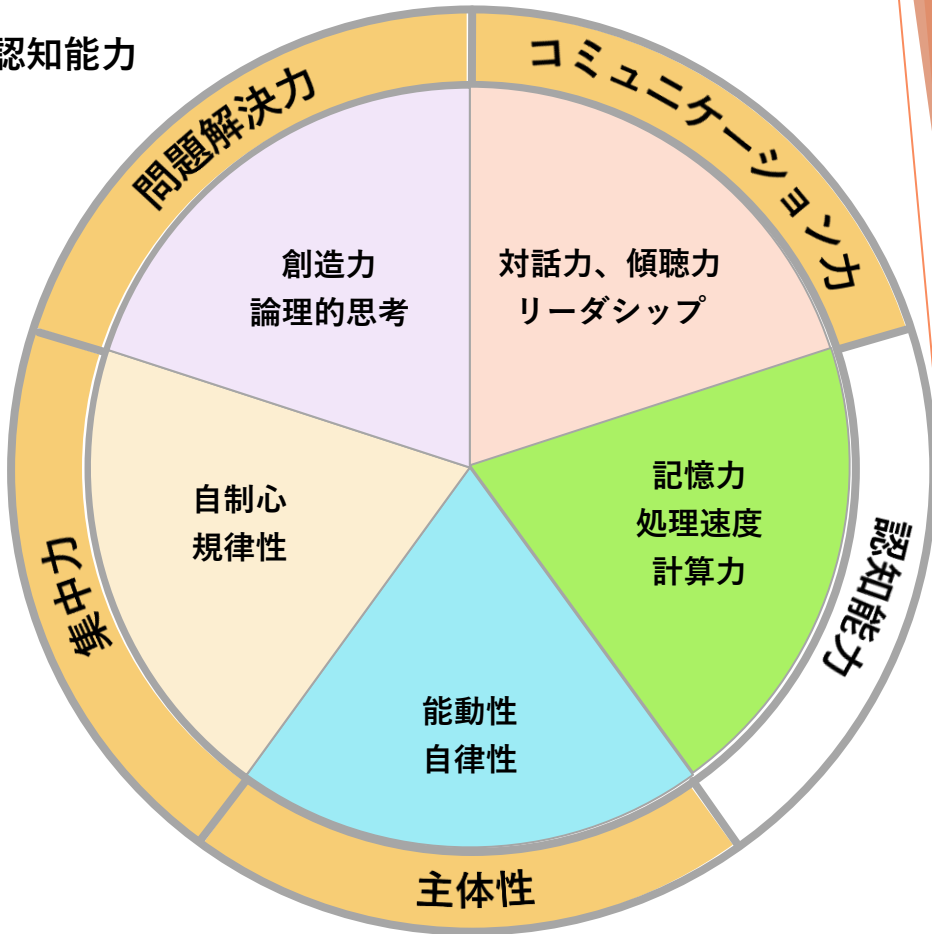 認知能力
問題解決力
コミュニケーション力
創造力
論理的思考
対話力、傾聴力
リーダシップ
自制心
規律性
記憶力
処理速度
計算力
集中力
認知能力
能動性
自律性
主体性